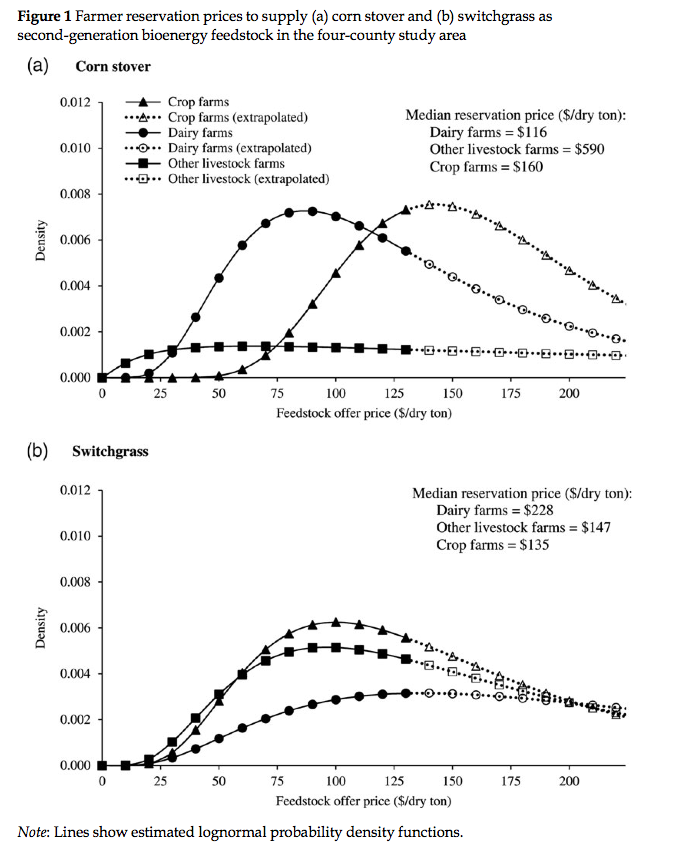 Figure 1 Farmer reservation prices to supply (a) corn stover and (b) switchgrass as
second-generation bioenergy feedstock in the four-county study area
(a) Corn stover
Crop farms
Crop farms (extrapolated)
Dairy farms
Dairy farms (extrapolated)
Other livestock farms
Other livestock (extrapolated)
Median reservation price ($/dry ton):
Dairy farms = $116
Other livestock farms = $590
Crop farms = $160
Density
0.012
0.010
0.008
0.006
0.004
0.002
0.000
0 25 50 75 100 125 150 175 200
Feedstock offer price ($/dry ton)
(b) Switchgrass
Median reservation price ($/dry ton):
Dairy farms = $228
Other livestock farms = $147
Crop farms = $135
Density
0.012
0.010
0.008
0.006
0.004
0.002
0.000
0 25 50 75 100 125 150 175 200
Feedstock offer price ($/dry ton)
Note: Lines show estimated lognormal probability density functions.